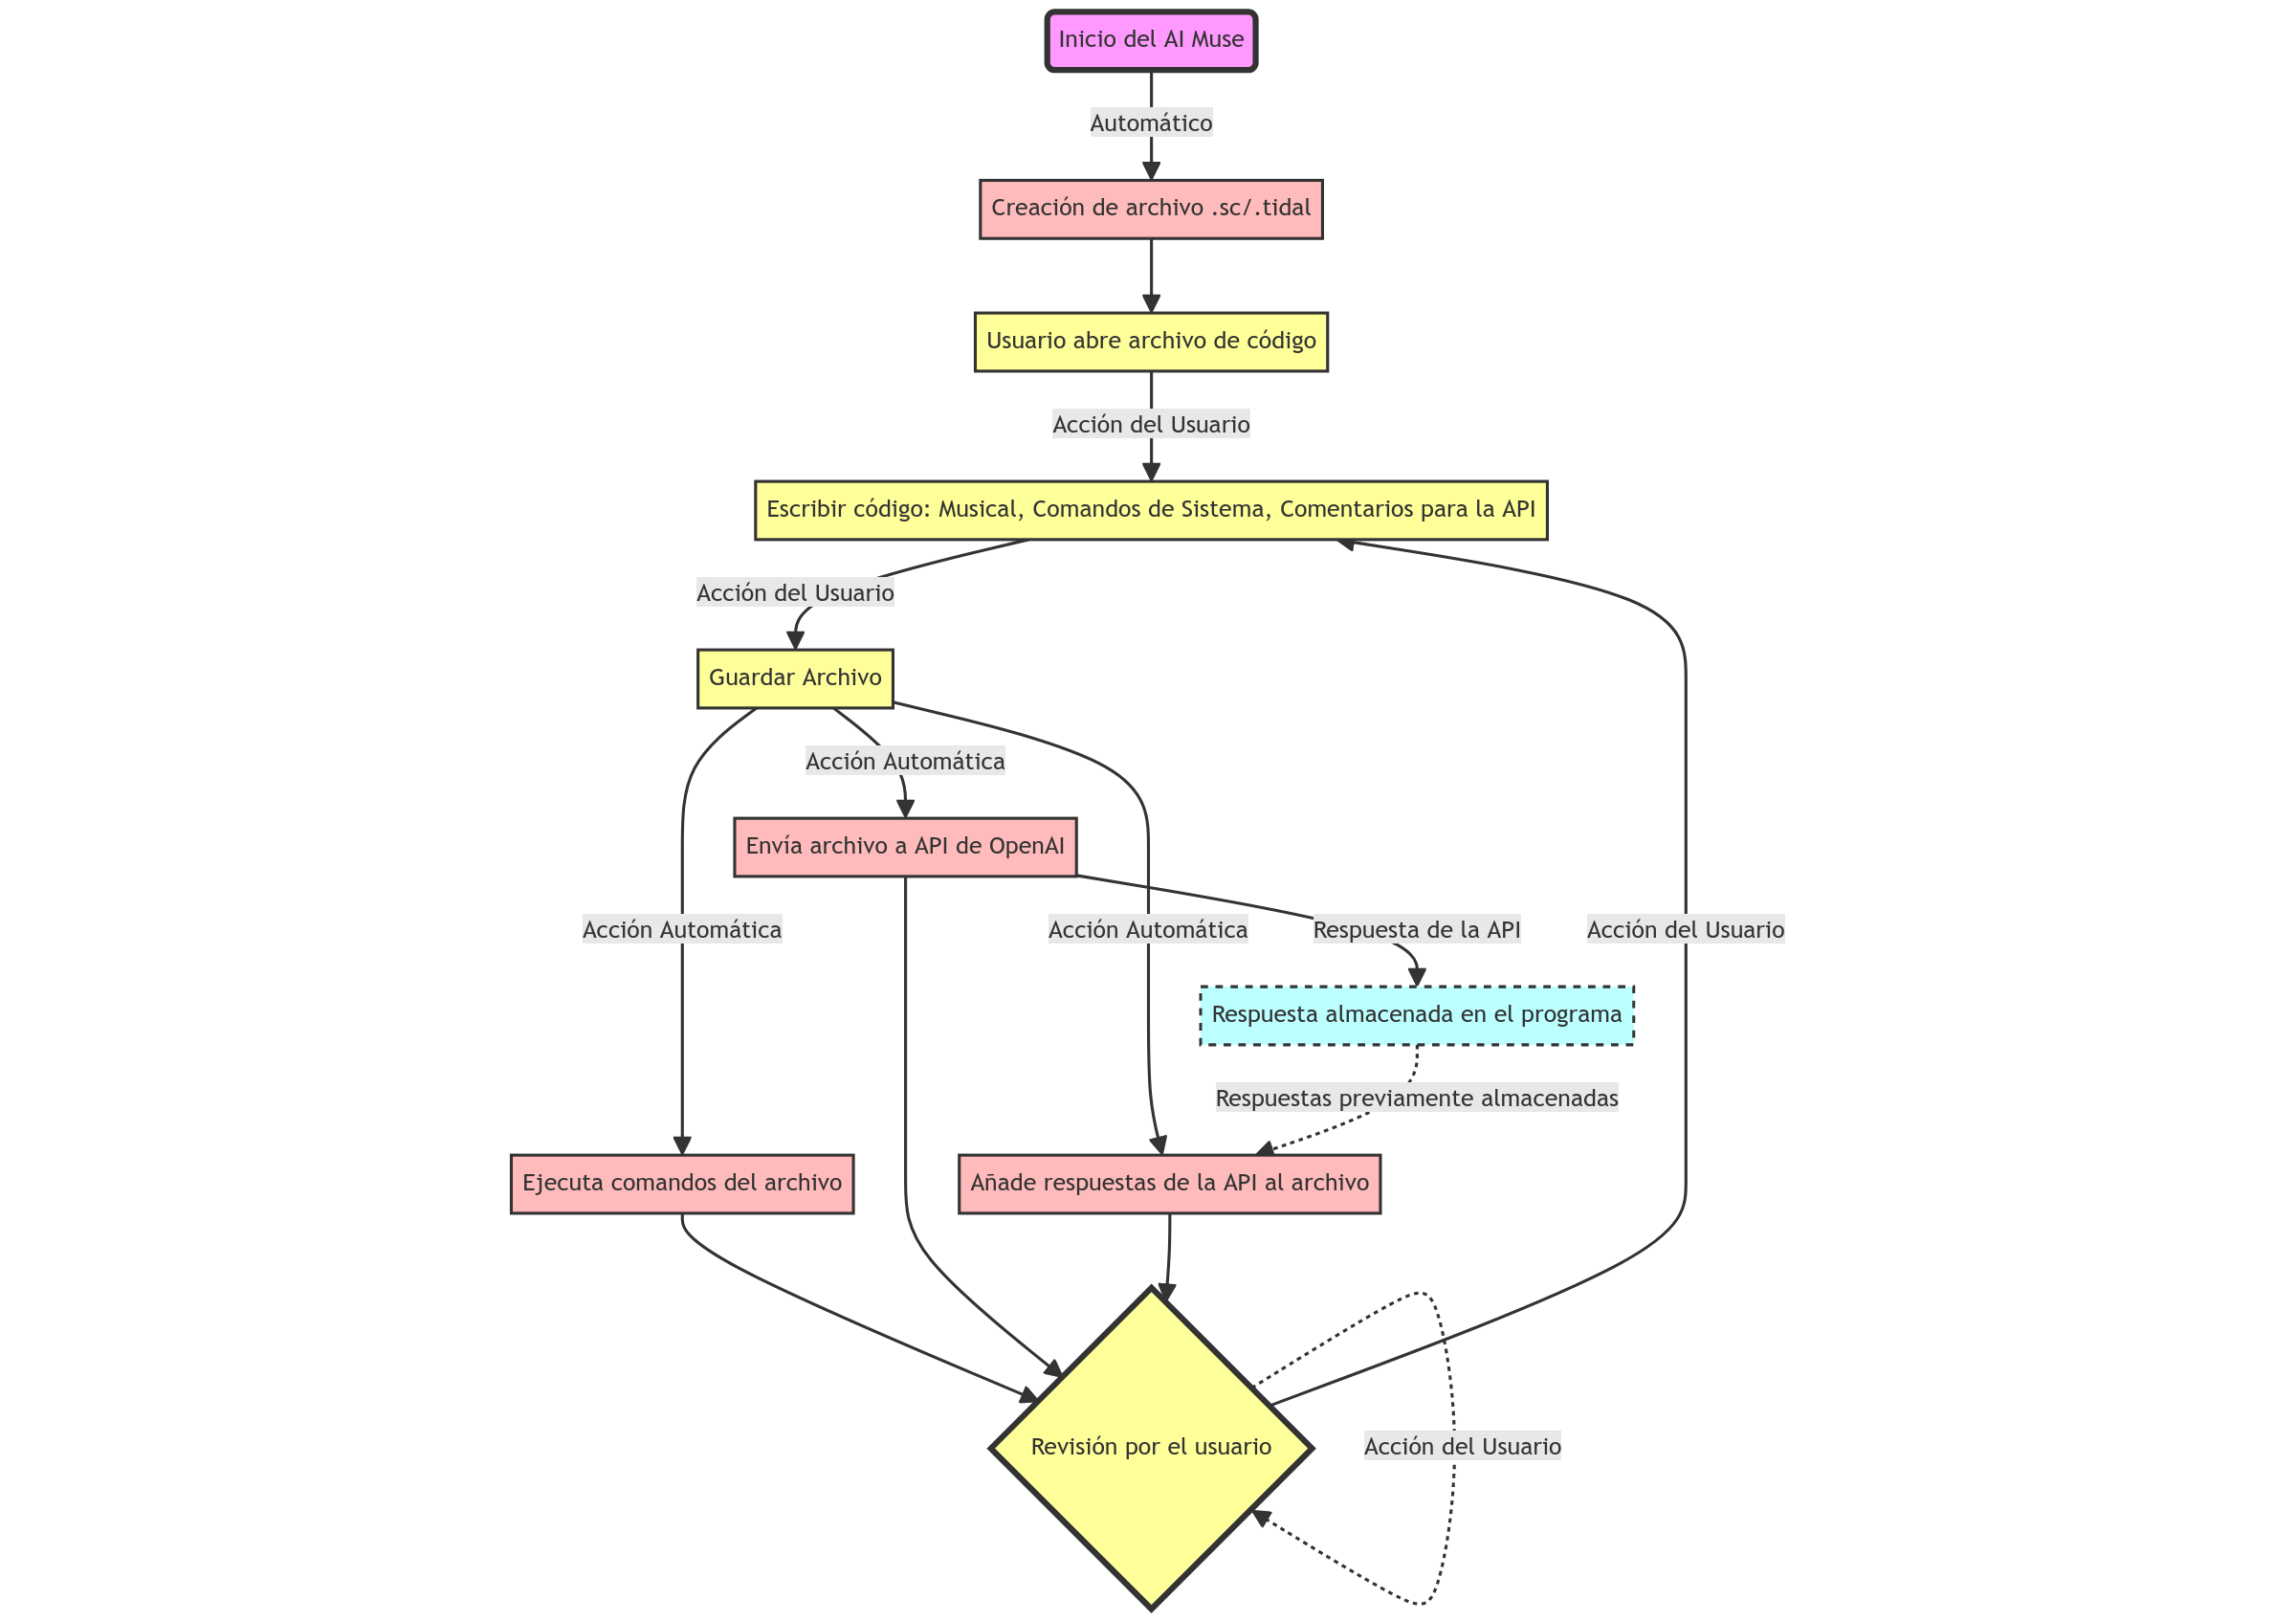 Inicio del AI Muse
Automático
Creación de archivo .sc/.tidal
Usuario abre archivo de código
Acción del Usuario
Escribir código: Musical, Comandos de Sistema, Comentarios para la API
Acción del Usuario
Guardar Archivo
Acción Automática
Envía archivo a API de OpenAI
Acción Automática
Acción Automática
Respuesta de la API
Acción del Usuario
Respuesta almacenada en el programa
Respuestas previamente almacenadas
Ejecuta comandos del archivo
Añade respuestas de la API al archivo
Revisión por el usuario
Acción del Usuario